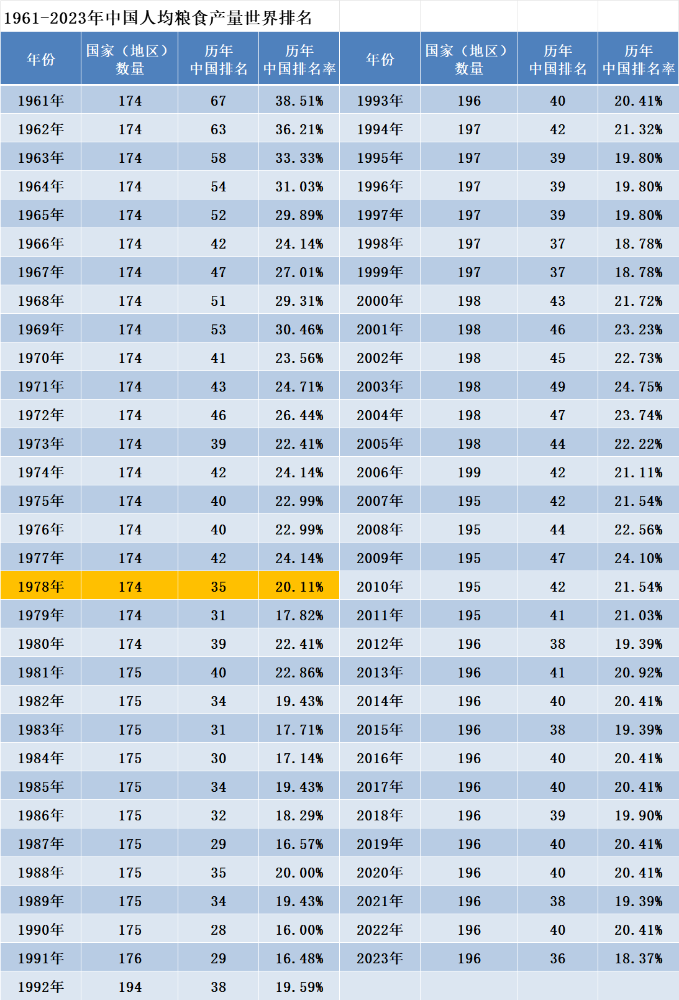 1961-2023年中国人均粮食产量世界排名
年份 国家（地区）数量 历年中国排名 历年中国排名率 年份 国家（地区）数量 历年中国排名 历年中国排名率
1961年 174 67 38.51% 1993年 196 40 20.41%
1962年 174 63 36.21% 1994年 197 42 21.32%
1963年 174 58 33.33% 1995年 197 39 19.80%
1964年 174 54 31.03% 1996年 197 39 19.80%
1965年 174 52 29.89% 1997年 197 39 19.80%
1966年 174 42 24.14% 1998年 197 37 18.78%
1967年 174 47 27.01% 1999年 197 37 18.78%
1968年 174 51 29.31% 2000年 198 43 21.72%
1969年 174 53 30.46% 2001年 198 46 23.23%
1970年 174 41 23.56% 2002年 198 45 22.73%
1971年 174 43 24.71% 2003年 198 49 24.75%
1972年 174 46 26.44% 2004年 198 47 23.74%
1973年 174 39 22.41% 2005年 198 44 22.22%
1974年 174 42 24.14% 2006年 199 42 21.11%
1975年 174 40 22.99% 2007年 195 42 21.54%
1976年 174 40 22.99% 2008年 195 44 22.56%
1977年 174 42 24.14% 2009年 195 47 24.10%
1978年 174 35 20.11% 2010年 195 42 21.54%
1979年 174 31 17.82% 2011年 195 41 21.03%
1980年 174 39 22.41% 2012年 196 38 19.39%
1981年 175 40 22.86% 2013年 196 41 20.92%
1982年 175 34 19.43% 2014年 196 40 20.41%
1983年 175 31 17.71% 2015年 196 38 19.39%
1984年 175 30 17.14% 2016年 196 40 20.41%
1985年 175 34 19.43% 2017年 196 40 20.41%
1986年 175 32 18.29% 2018年 196 39 19.90%
1987年 175 29 16.57% 2019年 196 40 20.41%
1988年 175 35 20.00% 2020年 196 40 20.41%
1989年 175 34 19.43% 2021年 196 38 19.39%
1990年 175 28 16.00% 2022年 196 40 20.41%
1991年 176 29 16.48% 2023年 196 36 18.37%
1992年 194 38 19.59%